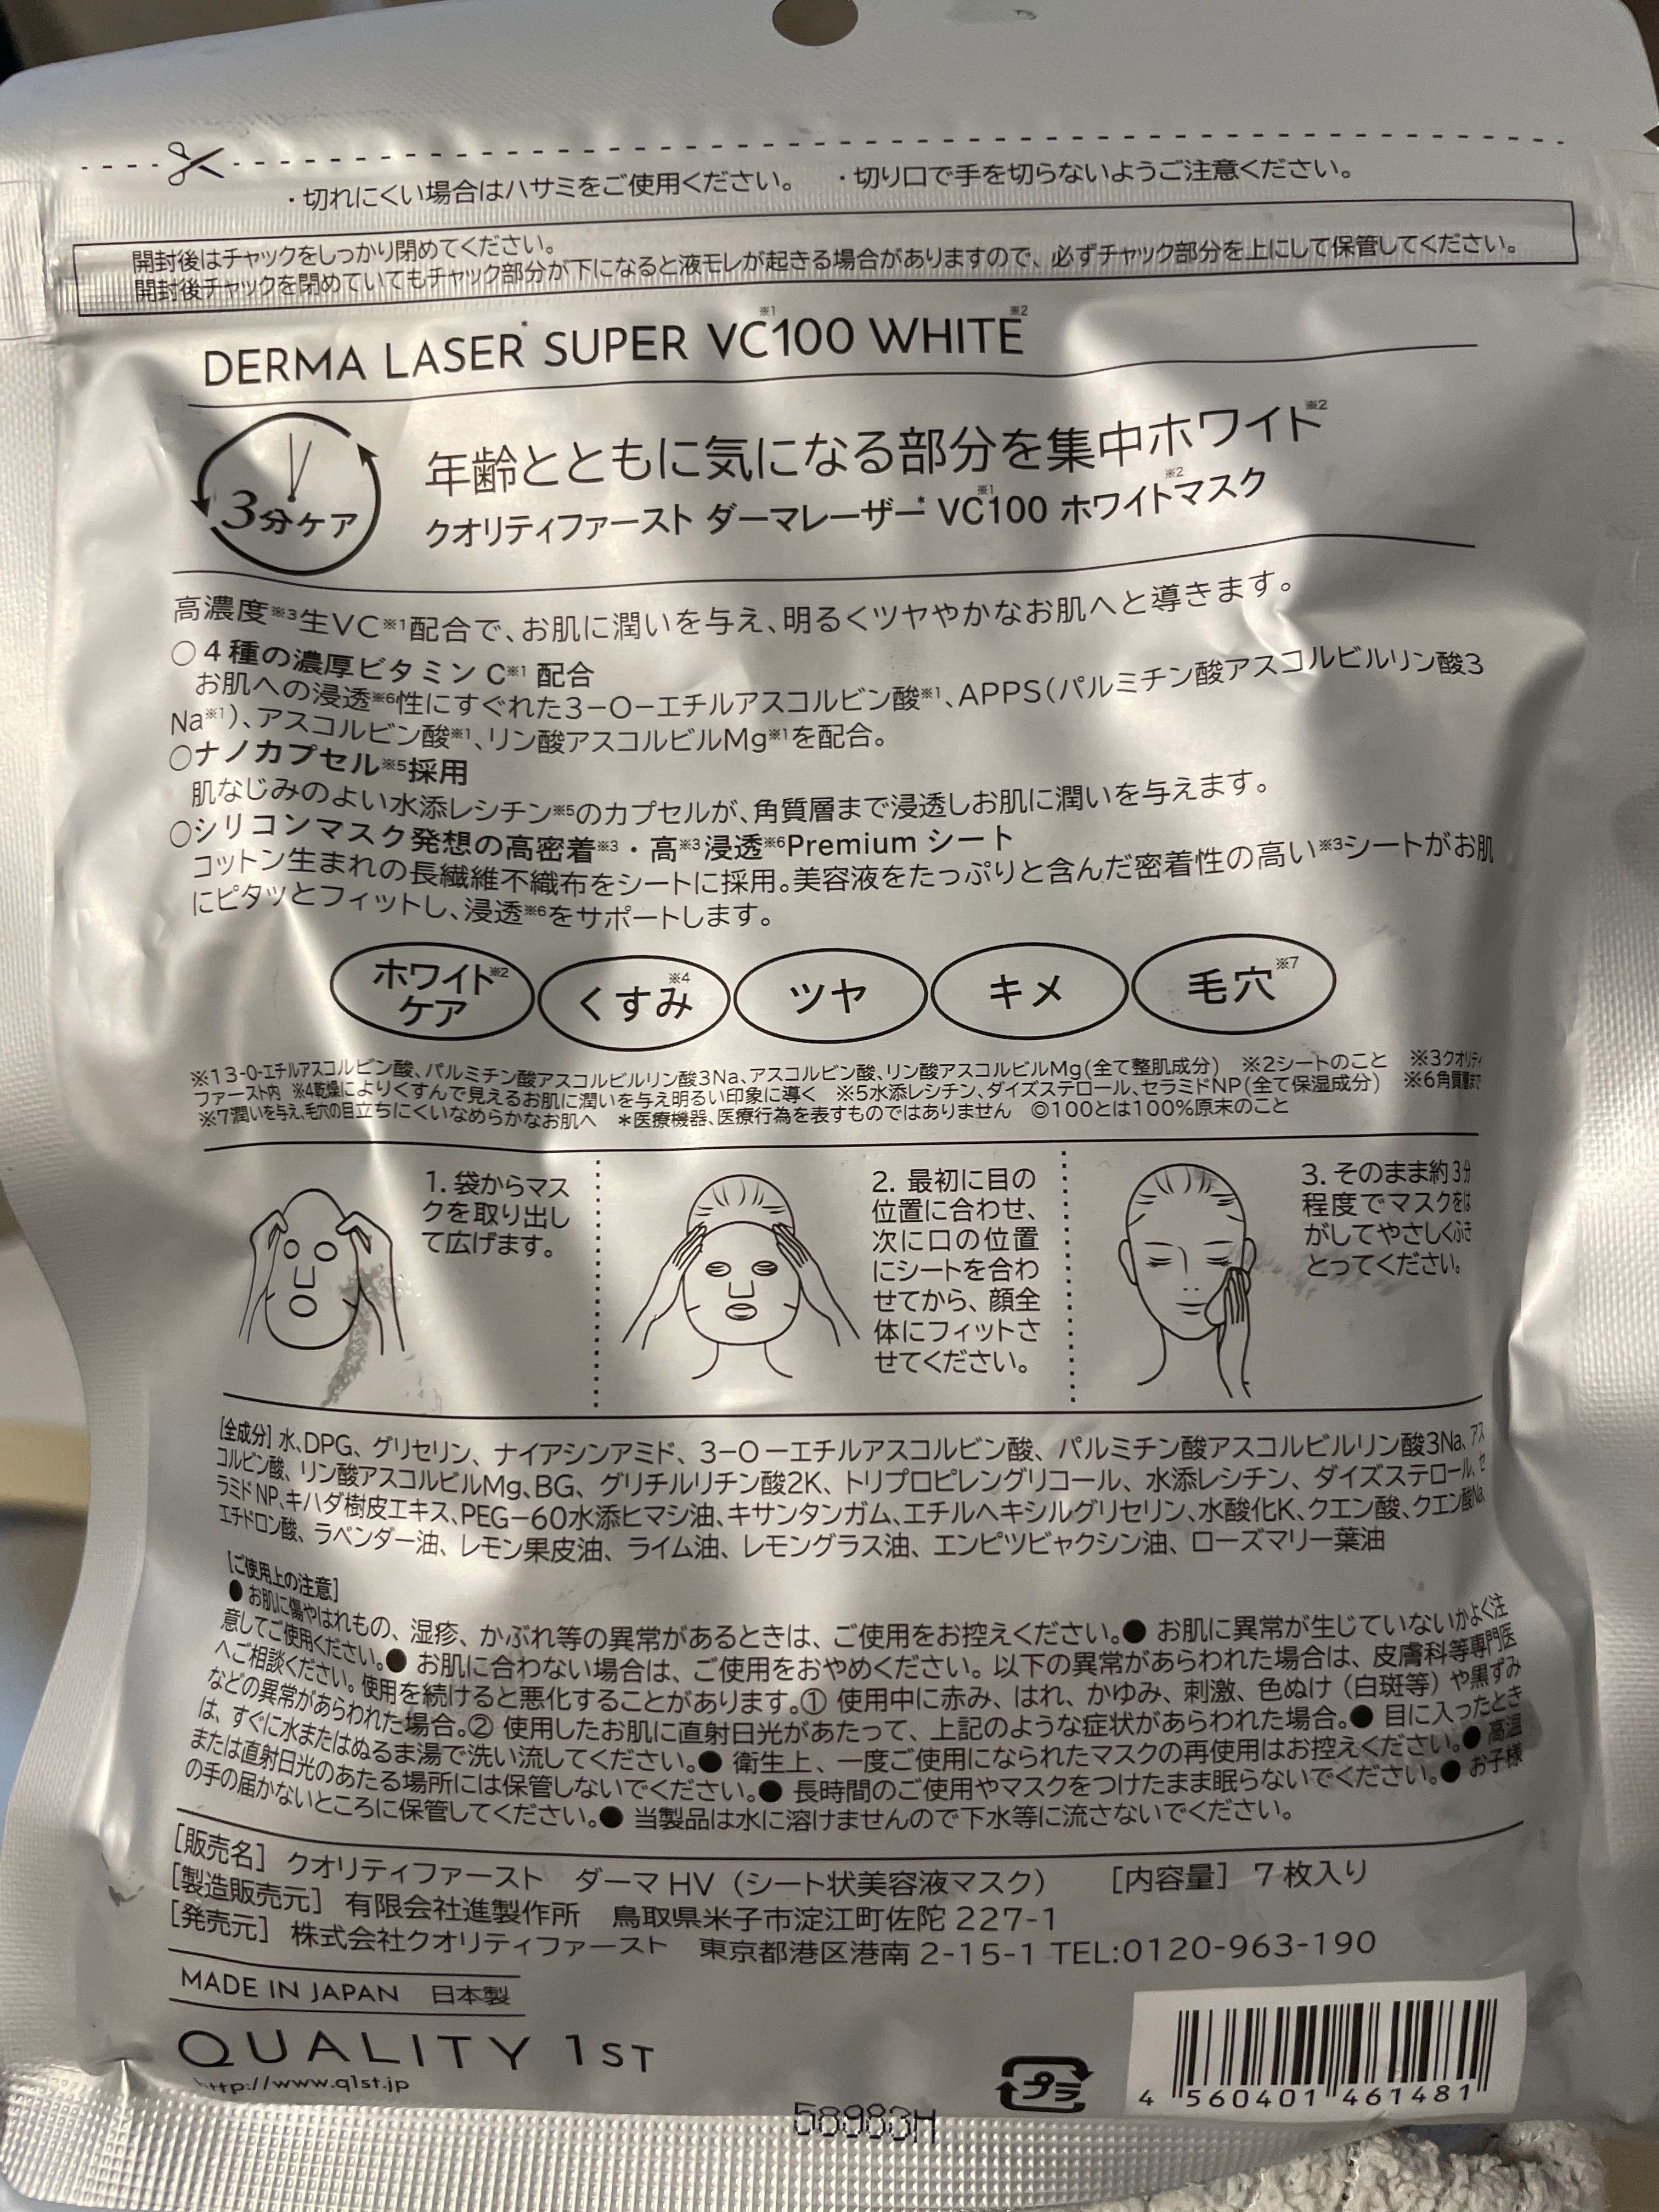 ・切れにくい場合はハサミをご使用ください。 ・切り口で手を切らないようご注意ください。
開封後はチャックをしっかり閉めてください。
開封後チャックを閉めていてもチャック部分が下になると液モレが起きる場合がありますので、必ずチャック部分を上にして保管してください。
DERMA LASER* SUPER VC※1100 WHITE※2
3分ケア
年齢とともに気になる部分を集中ホワイト※2
クオリティファースト ダーマレーザー* VC※1100 ホワイトマスク※2
高濃度※3生VC※1配合で、お肌に潤いを与え、明るくツヤやかなお肌へと導きます。
○4種の濃厚ビタミンC※1配合
お肌への浸透※6性にすぐれた3−O−エチルアスコルビン酸※1、APPS(パルミチン酸アスコルビルリン酸3
Na※1)、アスコルビン酸※1、リン酸アスコルビルMg※1を配合。
○ナノカプセル※5採用
肌なじみのよい水添レシチン※5のカプセルが、角質層まで浸透しお肌に潤いを与えます。
○シリコンマスク発想の高密着※3・高※3浸透※6Premium シート
コットン生まれの長繊維不織布をシートに採用。美容液をたっぷりと含んだ密着性の高い※3シートがお肌
にピタッとフィットし、浸透※6をサポートします。
ホワイト※2
ケア
くすみ※4
ツヤ
キメ
毛穴※7
※13-O-エチルアスコルビン酸、パルミチン酸アスコルビルリン酸3Na、アスコルビン酸、リン酸アスコルビルMg(全て整肌成分) ※2シートのこと ※3クオリティ
ファースト内 ※4乾燥によりくすんで見えるお肌に潤いを与え明るい印象に導く ※5水添レシチン、ダイズステロール、セラミドNP(全て保湿成分) ※6角質層まで
※7潤いを与え、毛穴の目立ちにくいなめらかなお肌へ *医療機器、医療行為を表すものではありません ◎100とは100%原末のこと
1. 袋からマス
クを取り出し
て広げます。
2. 最初に目の
位置に合わせ、
次に口の位置
にシートを合わ
せてから、顔全
体にフィットさ
せてください。
3. そのまま約3分
程度でマスクをは
がしてやさしくふき
とってください。
[全成分] 水、DPG、グリセリン、ナイアシンアミド、3−O−エチルアスコルビン酸、パルミチン酸アスコルビルリン酸3Na、アス
コルビン酸、リン酸アスコルビルMg、BG、グリチルリチン酸2K、トリプロピレングリコール、水添レシチン、ダイズステロール、セ
ラミドNP、キハダ樹皮エキス、PEG−60水添ヒマシ油、キサンタンガム、エチルヘキシルグリセリン、水酸化K、クエン酸、クエン酸Na、
エチドロン酸、ラベンダー油、レモン果皮油、ライム油、レモングラス油、エンピツビャクシン油、ローズマリー葉油
[ご使用上の注意]
●お肌に傷やはれもの、湿疹、かぶれ等の異常があるときは、ご使用をお控えください。●お肌に異常が生じていないかよく注
意してご使用ください。●お肌に合わない場合は、ご使用をおやめください。以下の異常があらわれた場合は、皮膚科等専門医
へご相談ください。使用を続けると悪化することがあります。①使用中に赤み、はれ、かゆみ、刺激、色ぬけ(白斑等)や黒ずみ
などの異常があらわれた場合。②使用したお肌に直射日光があたって、上記のような症状があらわれた場合。●目に入ったとき
は、すぐに水またはぬるま湯で洗い流してください。●衛生上、一度ご使用になられたマスクの再使用はお控えください。●高温
または直射日光のあたる場所には保管しないでください。●長時間のご使用やマスクをつけたまま眠らないでください。●お子様
の手の届かないところに保管してください。●当製品は水に溶けませんので下水等に流さないでください。
[販売名] クオリティファースト ダーマHV(シート状美容液マスク) [内容量] 7枚入り
[製造販売元] 有限会社進製作所 鳥取県米子市淀江町佐陀 227-1
[発売元] 株式会社クオリティファースト 東京都港区港南 2-15-1 TEL:0120-963-190
MADE IN JAPAN 日本製
QUALITY 1ST
http://www.q1st.jp
プラ
4 560401 461481
58983H